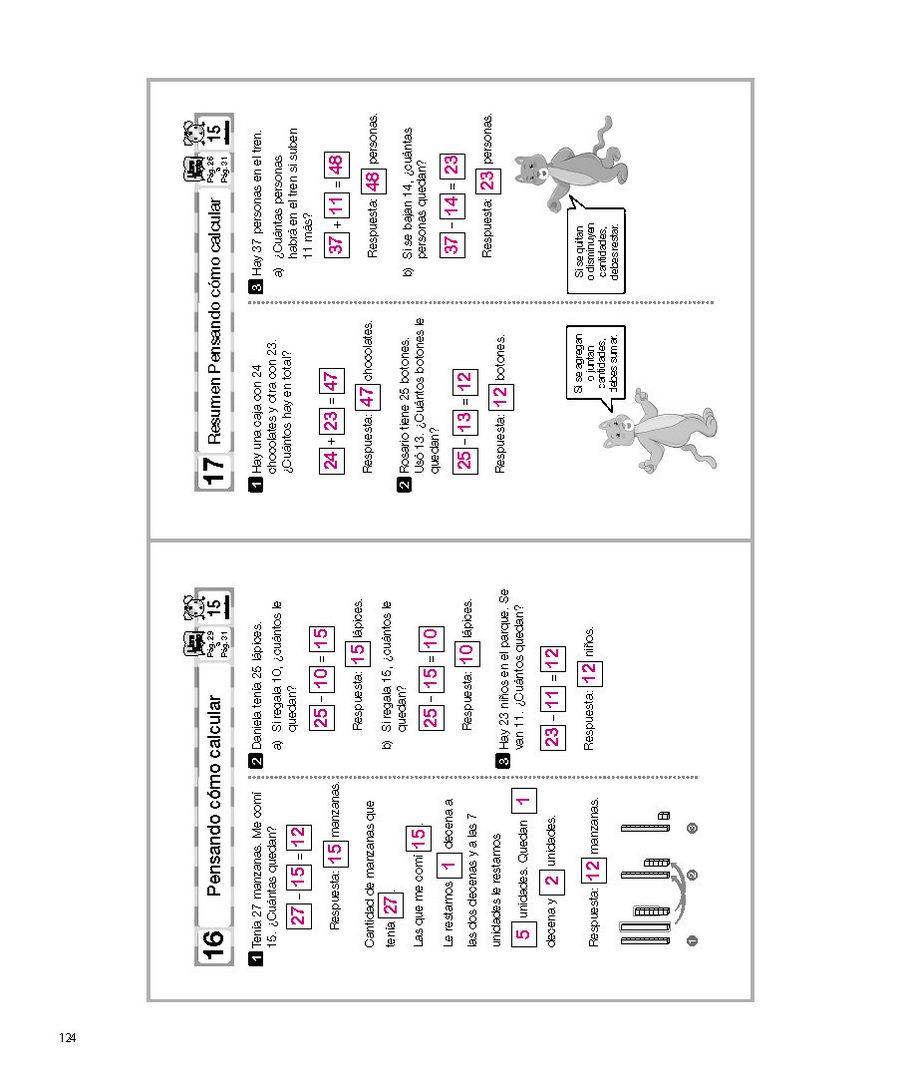 16 Pensando cómo calcular
Pág. 29
a
Pág. 31
15
1 Tenía 27 manzanas. Me comí
15. ¿Cuántas quedan?
27 – 15 = 12
Respuesta: 15 manzanas.
Cantidad de manzanas que
tenía 27 .
Las que me comí 15 .
Le restamos 1 decena a
las dos decenas y a las 7
unidades le restamos
5 unidades. Quedan 1
decena y 2 unidades.
Respuesta: 12 manzanas.
1 2 3
2 Daniela tenía 25 lápices.
a) Si regala 10, ¿cuántos le
quedan?
25 – 10 = 15
Respuesta: 15 lápices.
b) Si regala 15, ¿cuántos le
quedan?
25 – 15 = 10
Respuesta: 10 lápices.
3 Hay 23 niños en el parque. Se
van 11. ¿Cuántos quedan?
23 – 11 = 12
Respuesta: 12 niños.
17 Resumen Pensando cómo calcular
Pág. 26
a
Pág. 31
15
1 Hay una caja con 24
chocolates y otra con 23.
¿Cuántos hay en total?
24 + 23 = 47
Respuesta: 47 chocolates.
2 Rosario tiene 25 botones.
Usó 13. ¿Cuántos botones le
quedan?
25 – 13 = 12
Respuesta: 12 botones.
Si se agregan
o juntan
cantidades,
debes sumar.
3 Hay 37 personas en el tren.
a) ¿Cuántas personas
habrá en el tren si suben
11 más?
37 + 11 = 48
Respuesta: 48 personas.
b) Si se bajan 14, ¿cuántas
personas quedan?
37 – 14 = 23
Respuesta: 23 personas.
Si se quitan
o disminuyen
cantidades,
debes restar.
124